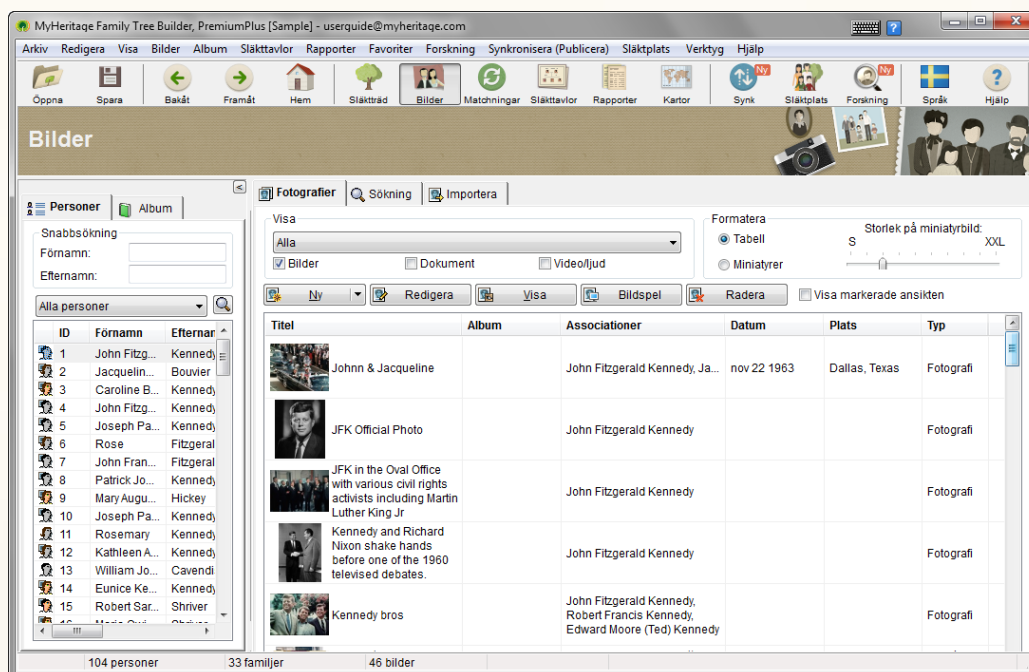 MyHeritage Family Tree Builder, PremiumPlus [Sample] - userguide@myheritage.com
Arkiv Redigera Visa Bilder Album Släkttavlor Rapporter Favoriter Forskning Synkronisera (Publicera) Släktplats Verktyg Hjälp
Ny Ny
Öppna Spara Bakåt Framåt Hem Släktträd Bilder Matchningar Släkttavlor Rapporter Kartor Synk Släktplats Forskning Språk Hjälp
Bilder
Personer Album
Snabbsökning
Förnamn:
Efternamn:
Alla personer
ID Förnamn Efternar
1 John Fitzg... Kennedy
2 Jacquelin... Bouvier
3 Caroline B... Kennedy
4 John Fitzg... Kennedy
5 Joseph Pa... Kennedy
6 Rose Fitzgeral
7 John Fran... Fitzgeral
8 Patrick Jo... Kennedy
9 Mary Augu... Hickey
10 Joseph Pa... Kennedy
11 Rosemary Kennedy
12 Kathleen A... Kennedy
13 William Jo... Cavendi
14 Eunice Ke... Kennedy
15 Robert Sar... Shriver
Fotografier Sökning Importera
Visa
Alla
Bilder Dokument Video/ljud
Formatera
Tabell
Miniatyrer
Storlek på miniatyrbild:
S XXL
Ny Redigera Visa Bildspel Radera Visa markerade ansikten
Titel Album Associationer Datum Plats Typ
Johnn & Jacqueline John Fitzgerald Kennedy, Ja... nov 22 1963 Dallas, Texas Fotografi
JFK Official Photo John Fitzgerald Kennedy Fotografi
JFK in the Oval Office
with various civil rights
activists including Martin
Luther King Jr
John Fitzgerald Kennedy Fotografi
Kennedy and Richard
Nixon shake hands
before one of the 1960
televised debates.
John Fitzgerald Kennedy Fotografi
Kennedy bros
John Fitzgerald Kennedy,
Robert Francis Kennedy,
Edward Moore (Ted) Kennedy
Fotografi
104 personer 33 familjer 46 bilder